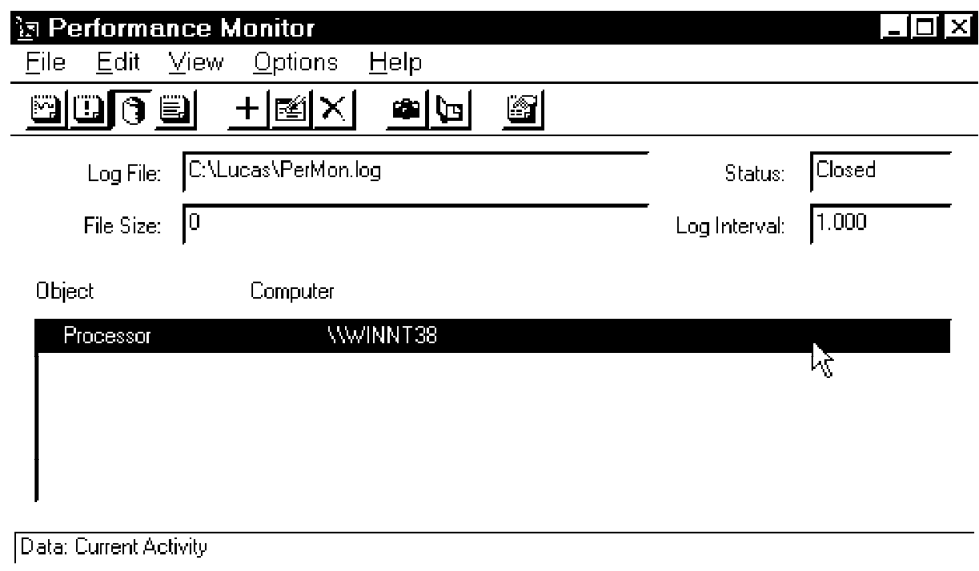 Performance Monitor
File Edit View Options Help
Log File: C:\Lucas\PerMon.log Status: Closed
File Size: 0 Log Interval: 1.000
Object Computer
Processor \\WINNT38
Data: Current Activity